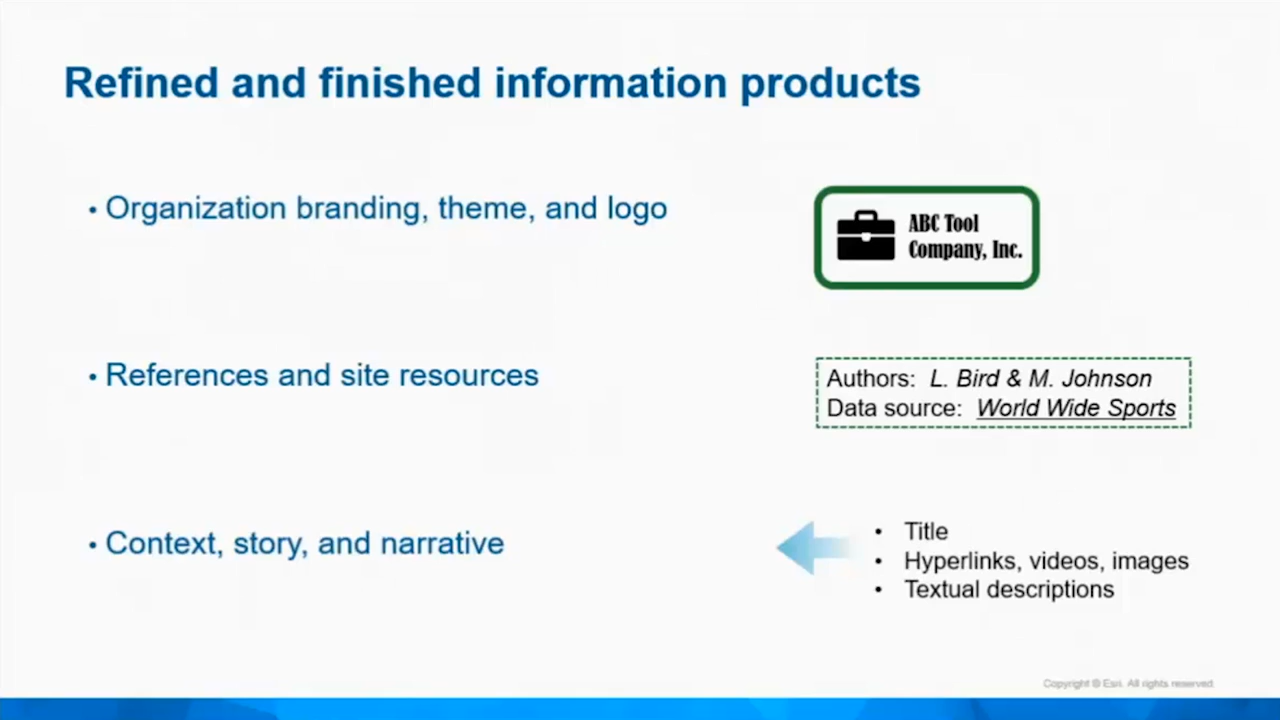 Refined and finished information products
• Organization branding, theme, and logo
ABC Tool
Company, Inc.
• References and site resources
Authors: L. Bird & M. Johnson
Data source: World Wide Sports
• Context, story, and narrative
• Title
• Hyperlinks, videos, images
• Textual descriptions
Copyright © Esri. All rights reserved.